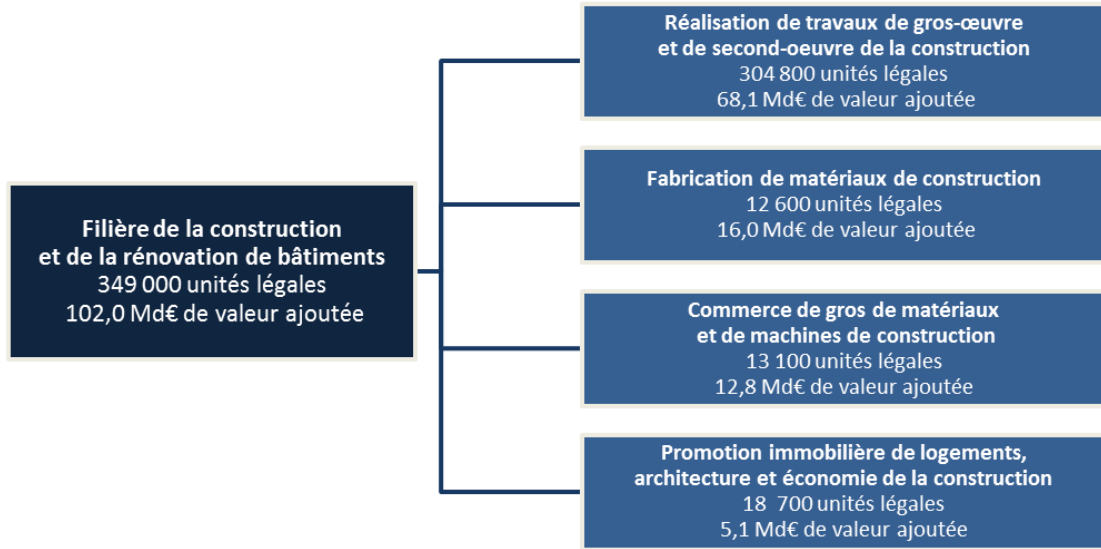 Réalisation de travaux de gros-œuvre
et de second-oeuvre de la construction
304 800 unités légales
68,1 Md€ de valeur ajoutée
Fabrication de matériaux de construction
12 600 unités légales
16,0 Md€ de valeur ajoutée
Filière de la construction
et de la rénovation de bâtiments
349 000 unités légales
102,0 Md€ de valeur ajoutée
Commerce de gros de matériaux
et de machines de construction
13 100 unités légales
12,8 Md€ de valeur ajoutée
Promotion immobilière de logements,
architecture et économie de la construction
18 700 unités légales
5,1 Md€ de valeur ajoutée